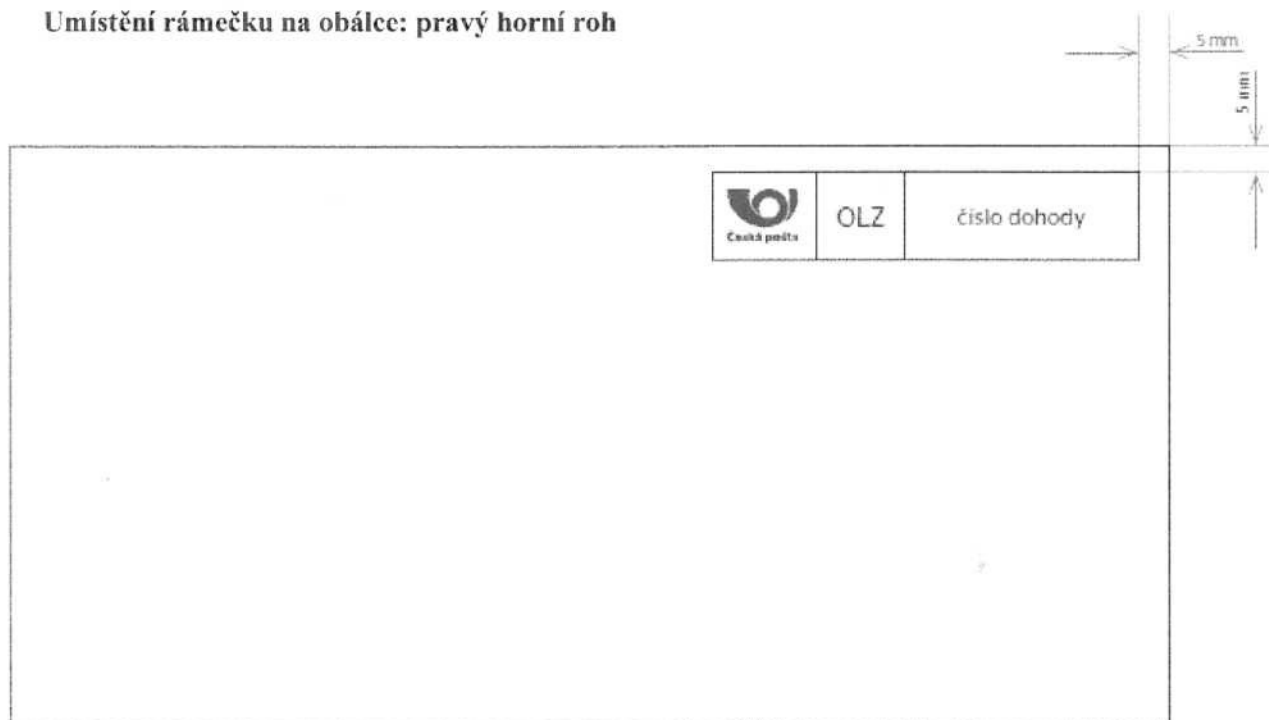 Umístění rámečku na obálce: pravý horní roh
5 mm
5 mm
Česká pošta
OLZ
číslo dohody